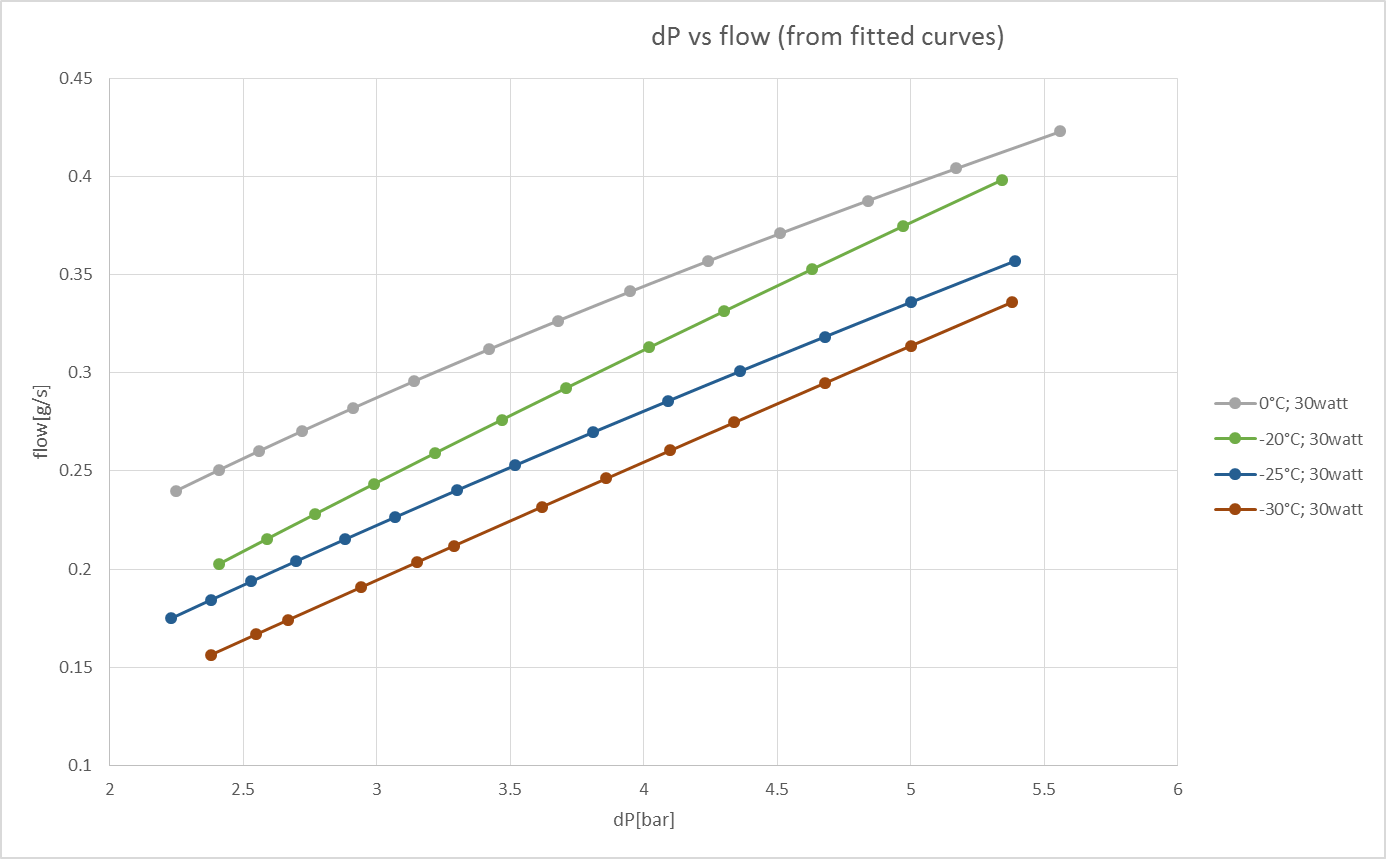 dP vs flow (from fitted curves)
0.45
0.4
0.35
0.3
0.25
0.2
0.15
0.1
flow[g/s]
2 2.5 3 3.5 4 4.5 5 5.5 6
dP[bar]
0°C; 30watt
-20°C; 30watt
-25°C; 30watt
-30°C; 30watt